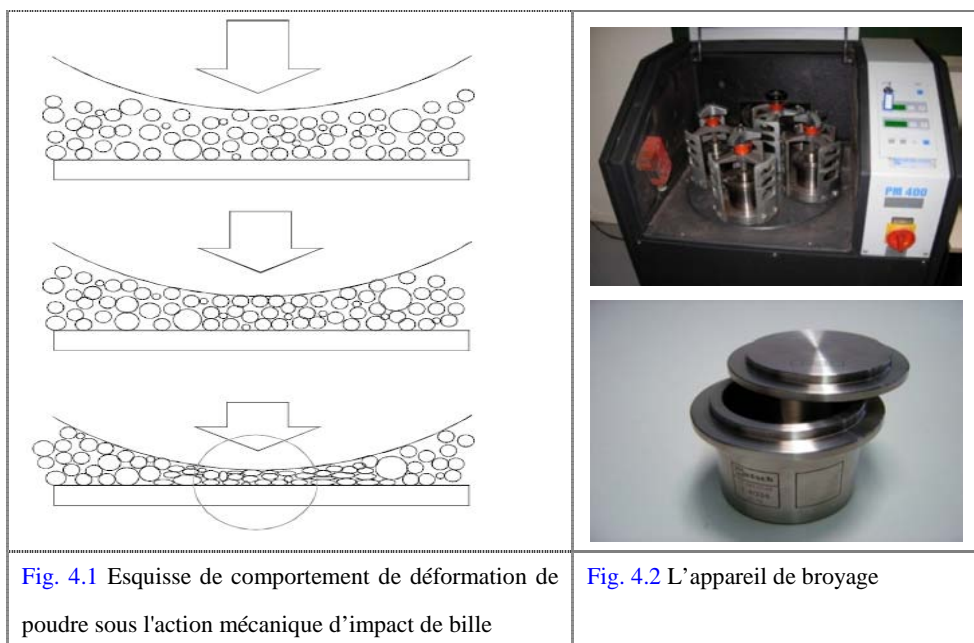 PM 400
Retsch
Fig. 4.1 Esquisse de comportement de déformation de
poudre sous l'action mécanique d'impact de bille
Fig. 4.2 L'appareil de broyage